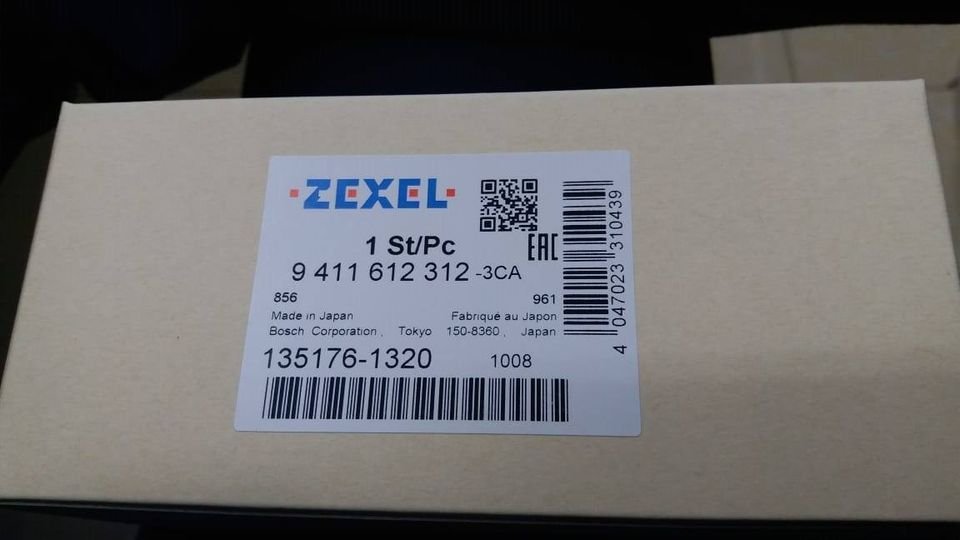 ZEXEL
1 St/Pc
EAC
9 411 612 312 -3CA
856 961
Made in Japan Fabriqué au Japon
Bosch Corporation, Tokyo 150-8360, Japan
135176-1320 1008
4 047023 310439